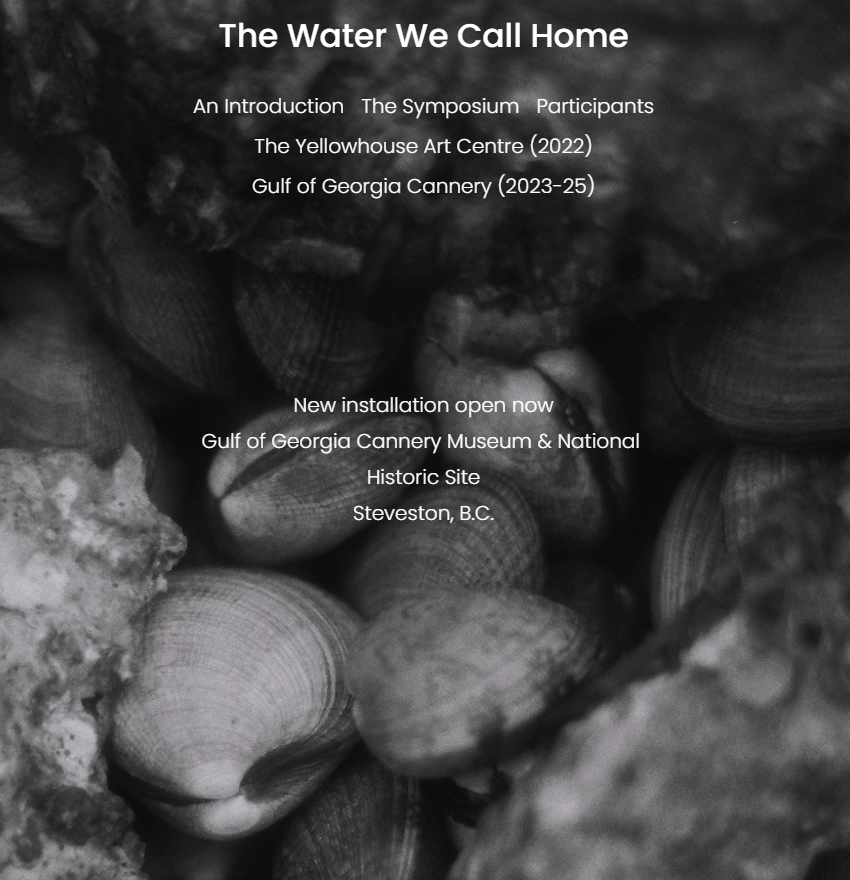 The Water We Call Home
An Introduction The Symposium Participants
The Yellowhouse Art Centre (2022)
Gulf of Georgia Cannery (2023-25)
New installation open now
Gulf of Georgia Cannery Museum & National
Historic Site
Steveston, B.C.